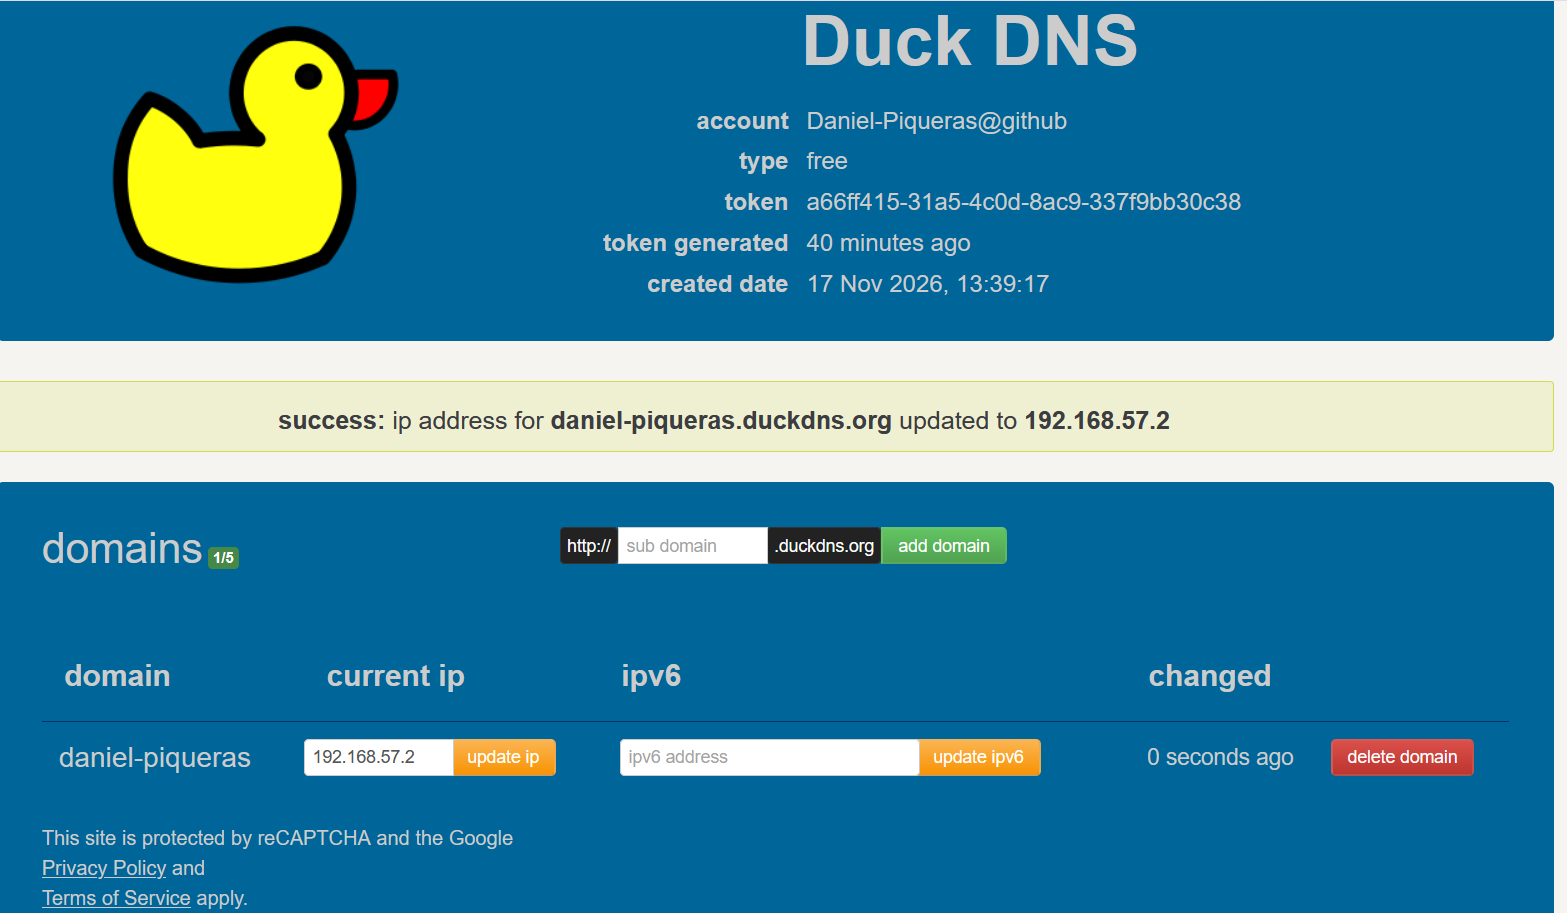 Duck DNS
account Daniel-Piqueras@github
type free
token a66ff415-31a5-4c0d-8ac9-337f9bb30c38
token generated 40 minutes ago
created date 17 Nov 2026, 13:39:17
success: ip address for daniel-piqueras.duckdns.org updated to 192.168.57.2
domains 1/5 http:// sub domain .duckdns.org add domain
domain current ip ipv6 changed
daniel-piqueras 192.168.57.2 update ip ipv6 address update ipv6 0 seconds ago delete domain
This site is protected by reCAPTCHA and the Google
Privacy Policy and
Terms of Service apply.